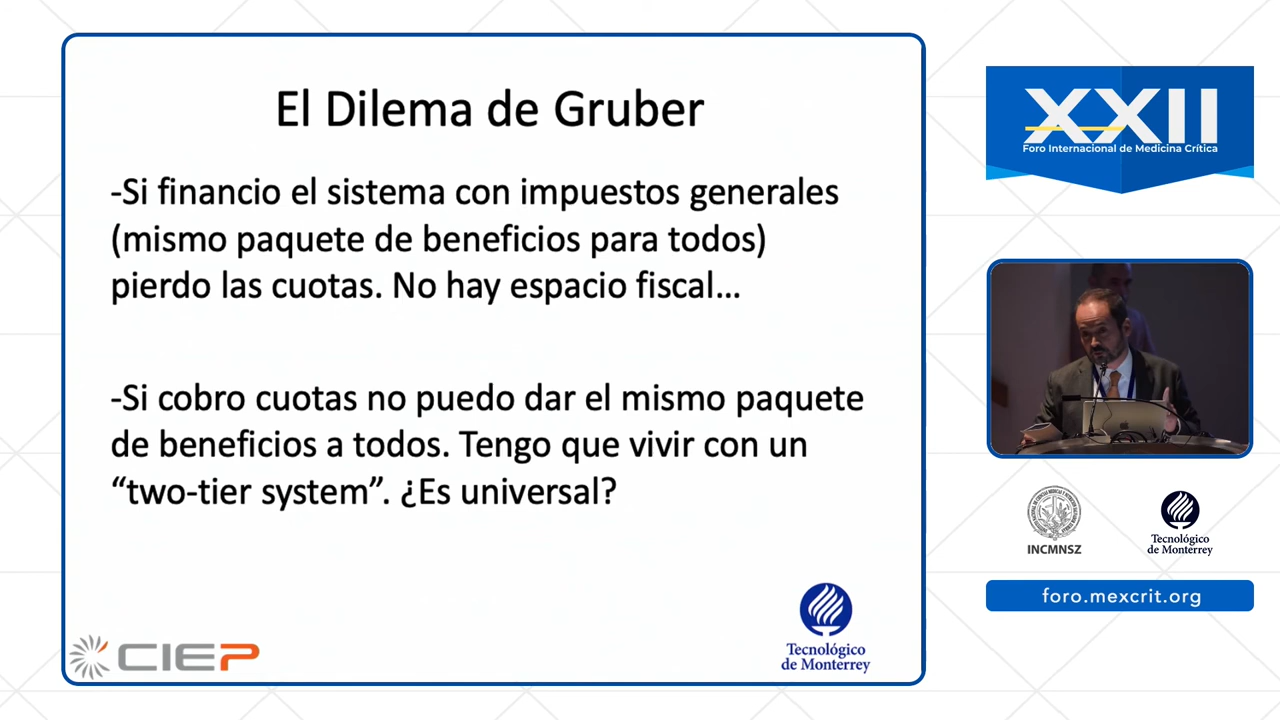 El Dilema de Gruber
-Si financio el sistema con impuestos generales
(mismo paquete de beneficios para todos)
pierdo las cuotas. No hay espacio fiscal...
-Si cobro cuotas no puedo dar el mismo paquete
de beneficios a todos. Tengo que vivir con un
“two-tier system”. ¿Es universal?
CIEP
Tecnológico
de Monterrey
XXII
Foro Internacional de Medicina Crítica
INCMNSZ
Tecnológico
de Monterrey
foro.mexcrit.org